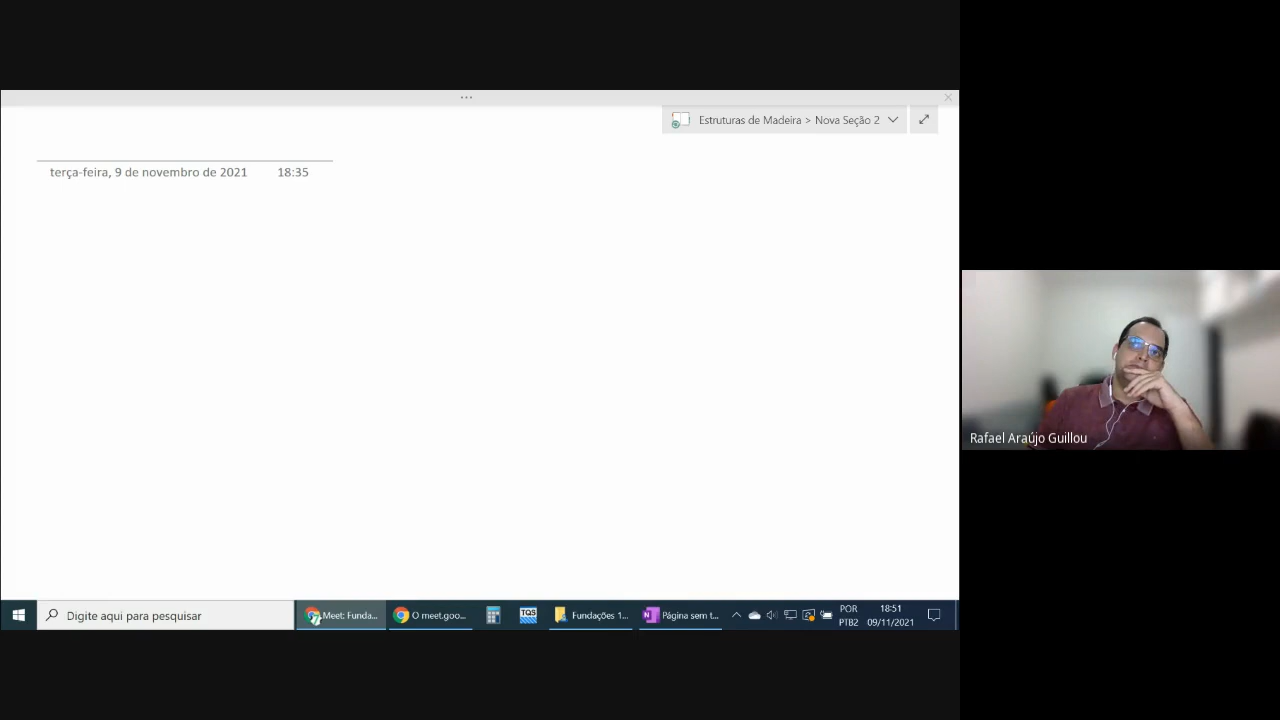 Estruturas de Madeira > Nova Seção 2
terça-feira, 9 de novembro de 2021 18:35
Rafael Araújo Guillou
Digite aqui para pesquisar
Meet: Funda...
O meet.goo...
TQS
Fundações 1...
Página sem t...
POR
PTB2
18:51
09/11/2021